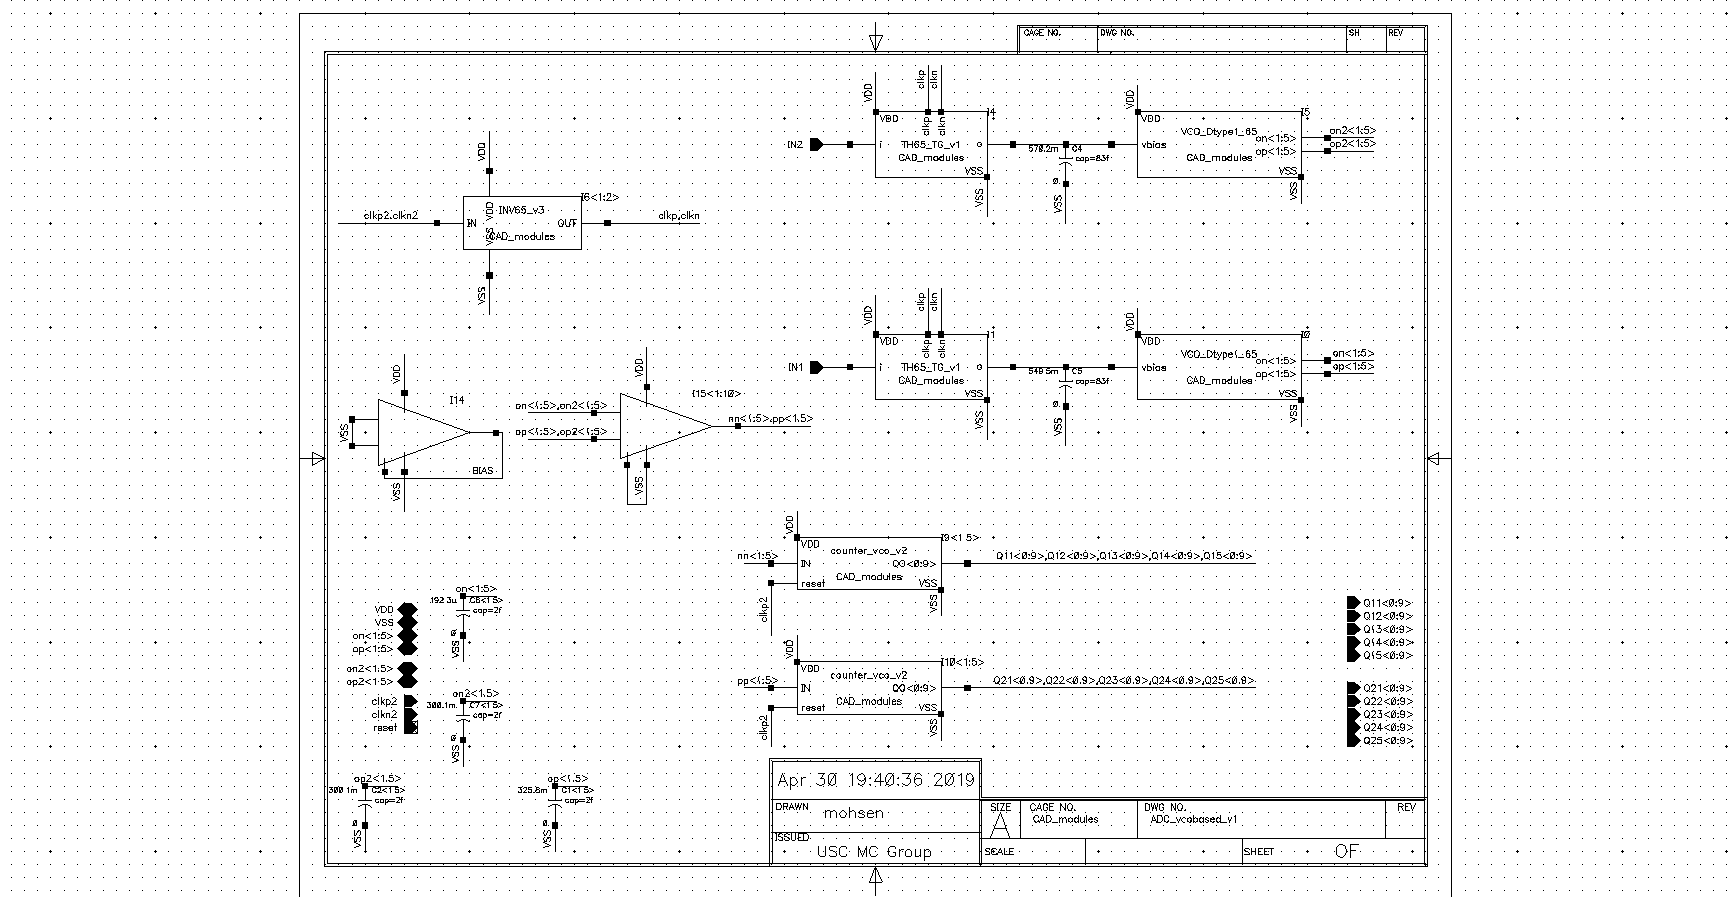 CAGE NO. DWG NO. SH REV
VDD clkp clkn I4
VDD clkp clkn
IN2 i TH65_TG_v1 o
CAD_modules
VSS
VSS
570.2m C4
cap=83f
0
VSS
VDD I5
VDD
VCO_Dtype1_65
vbias on<1:5> on2<1:5>
op<1:5> op2<1:5>
CAD_modules
VSS
VSS
VDD
I6<1:2>
INV65_v3
VDD
clkp2,clkn2 IN OUT clkp,clkn
VSS
CAD_modules
VSS
VDD clkp clkn I1
VDD clkp clkn
IN1 i TH65_TG_v1 o
CAD_modules
VSS
VSS
C5
cap=83f
0
VSS
VDD I0
VDD
vbias on<1:5> on<1:5>
op<1:5> op<1:5>
CAD_modules
VSS
VSS
VDD
I14
VSS
BIAS
VSS
VDD
I15<1:10>
on<1:5>,on2<1:5>
op<1:5>,op2<1:5>
nn<1:5>,pp<1:5>
VSS
VDD I9<1:5>
VDD counter_vco_v2
nn<1:5> IN Q<0:9> Q11<0:9>,Q12<0:9>,Q13<0:9>,Q14<0:9>,Q15<0:9>
CAD_modules
reset VSS
clkp2 VSS
VDD I10<1:5>
VDD counter_vco_v2
pp<1:5> IN Q<0:9> Q21<0:9>,Q22<0:9>,Q23<0:9>,Q24<0:9>,Q25<0:9>
CAD_modules
reset VSS
clkp2 VSS
VDD
VSS
on<1:5>
op<1:5>
on2<1:5>
op2<1:5>
clkp2
clkn2
reset
on<1:5>
192.3u C6<1:5>
cap=2f
0
VSS
on2<1:5>
300.1m C7<1:5>
cap=2f
0
VSS
op2<1:5>
300.1m C2<1:5>
cap=2f
0
VSS
op<1:5>
325.8m C1<1:5>
cap=2f
0
VSS
Q11<0:9>
Q12<0:9>
Q13<0:9>
Q14<0:9>
Q15<0:9>
Q21<0:9>
Q22<0:9>
Q23<0:9>
Q24<0:9>
Q25<0:9>
Apr 30 19:40:36 2019
DRAWN
mohsen
ISSUED
USC MC Group
SIZE CAGE NO. DWG NO. REV
A CAD_modules ADC_vcobased_v1
SCALE SHEET OF